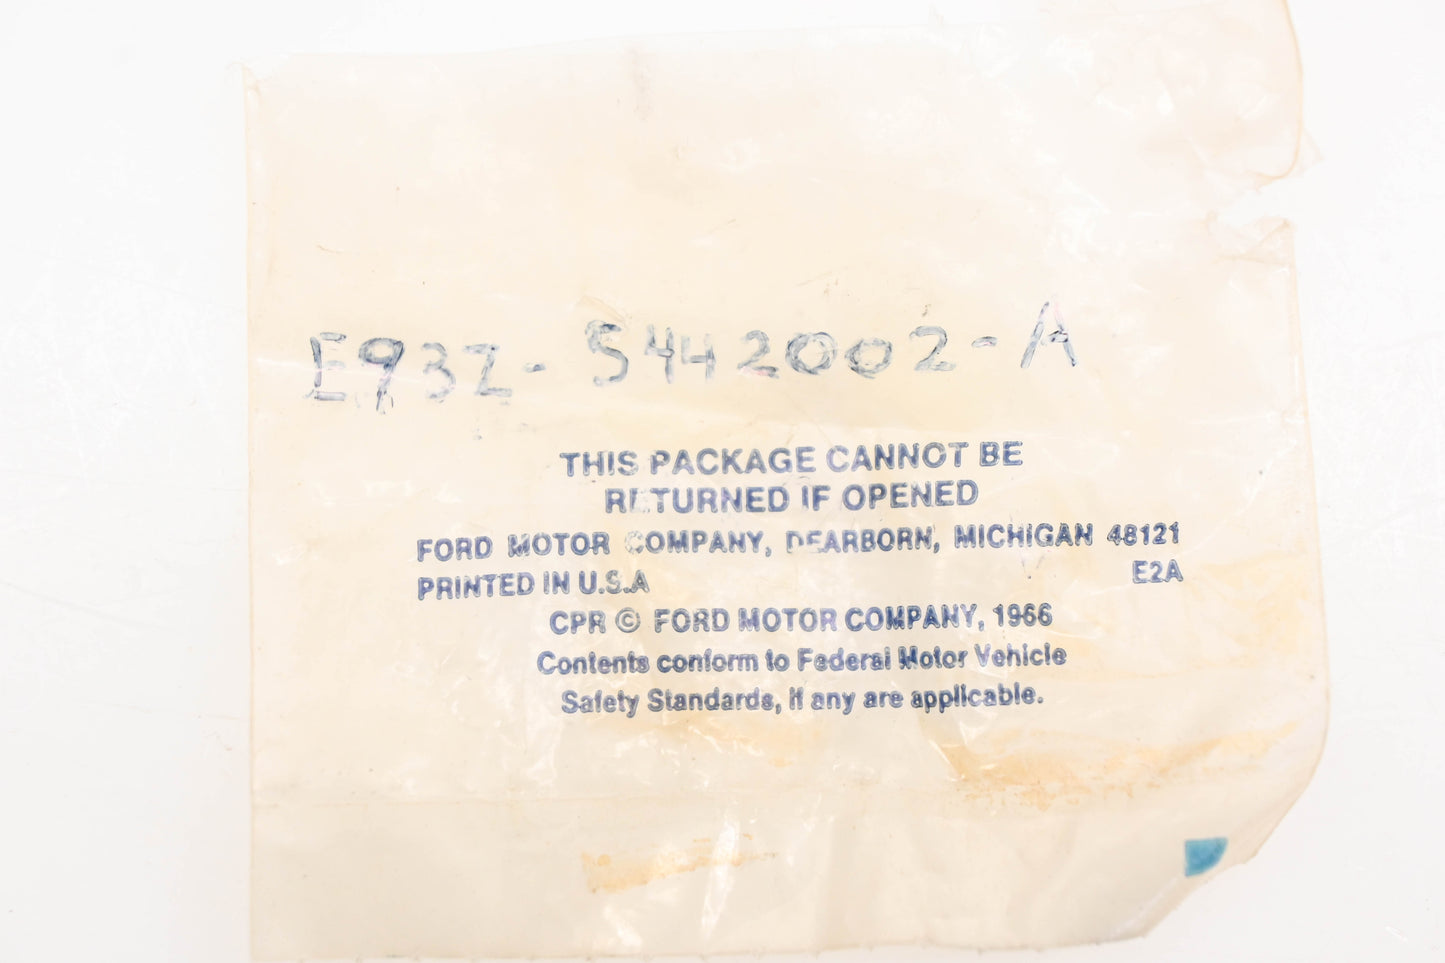 E93Z - 5442002 - A
THIS PACKAGE CANNOT BE
RETURNED IF OPENED
FORD MOTOR COMPANY, DEARBORN, MICHIGAN 48121
PRINTED IN U.S.A E2A
CPR © FORD MOTOR COMPANY, 1966
Contents conform to Federal Motor Vehicle
Safety Standards, if any are applicable.